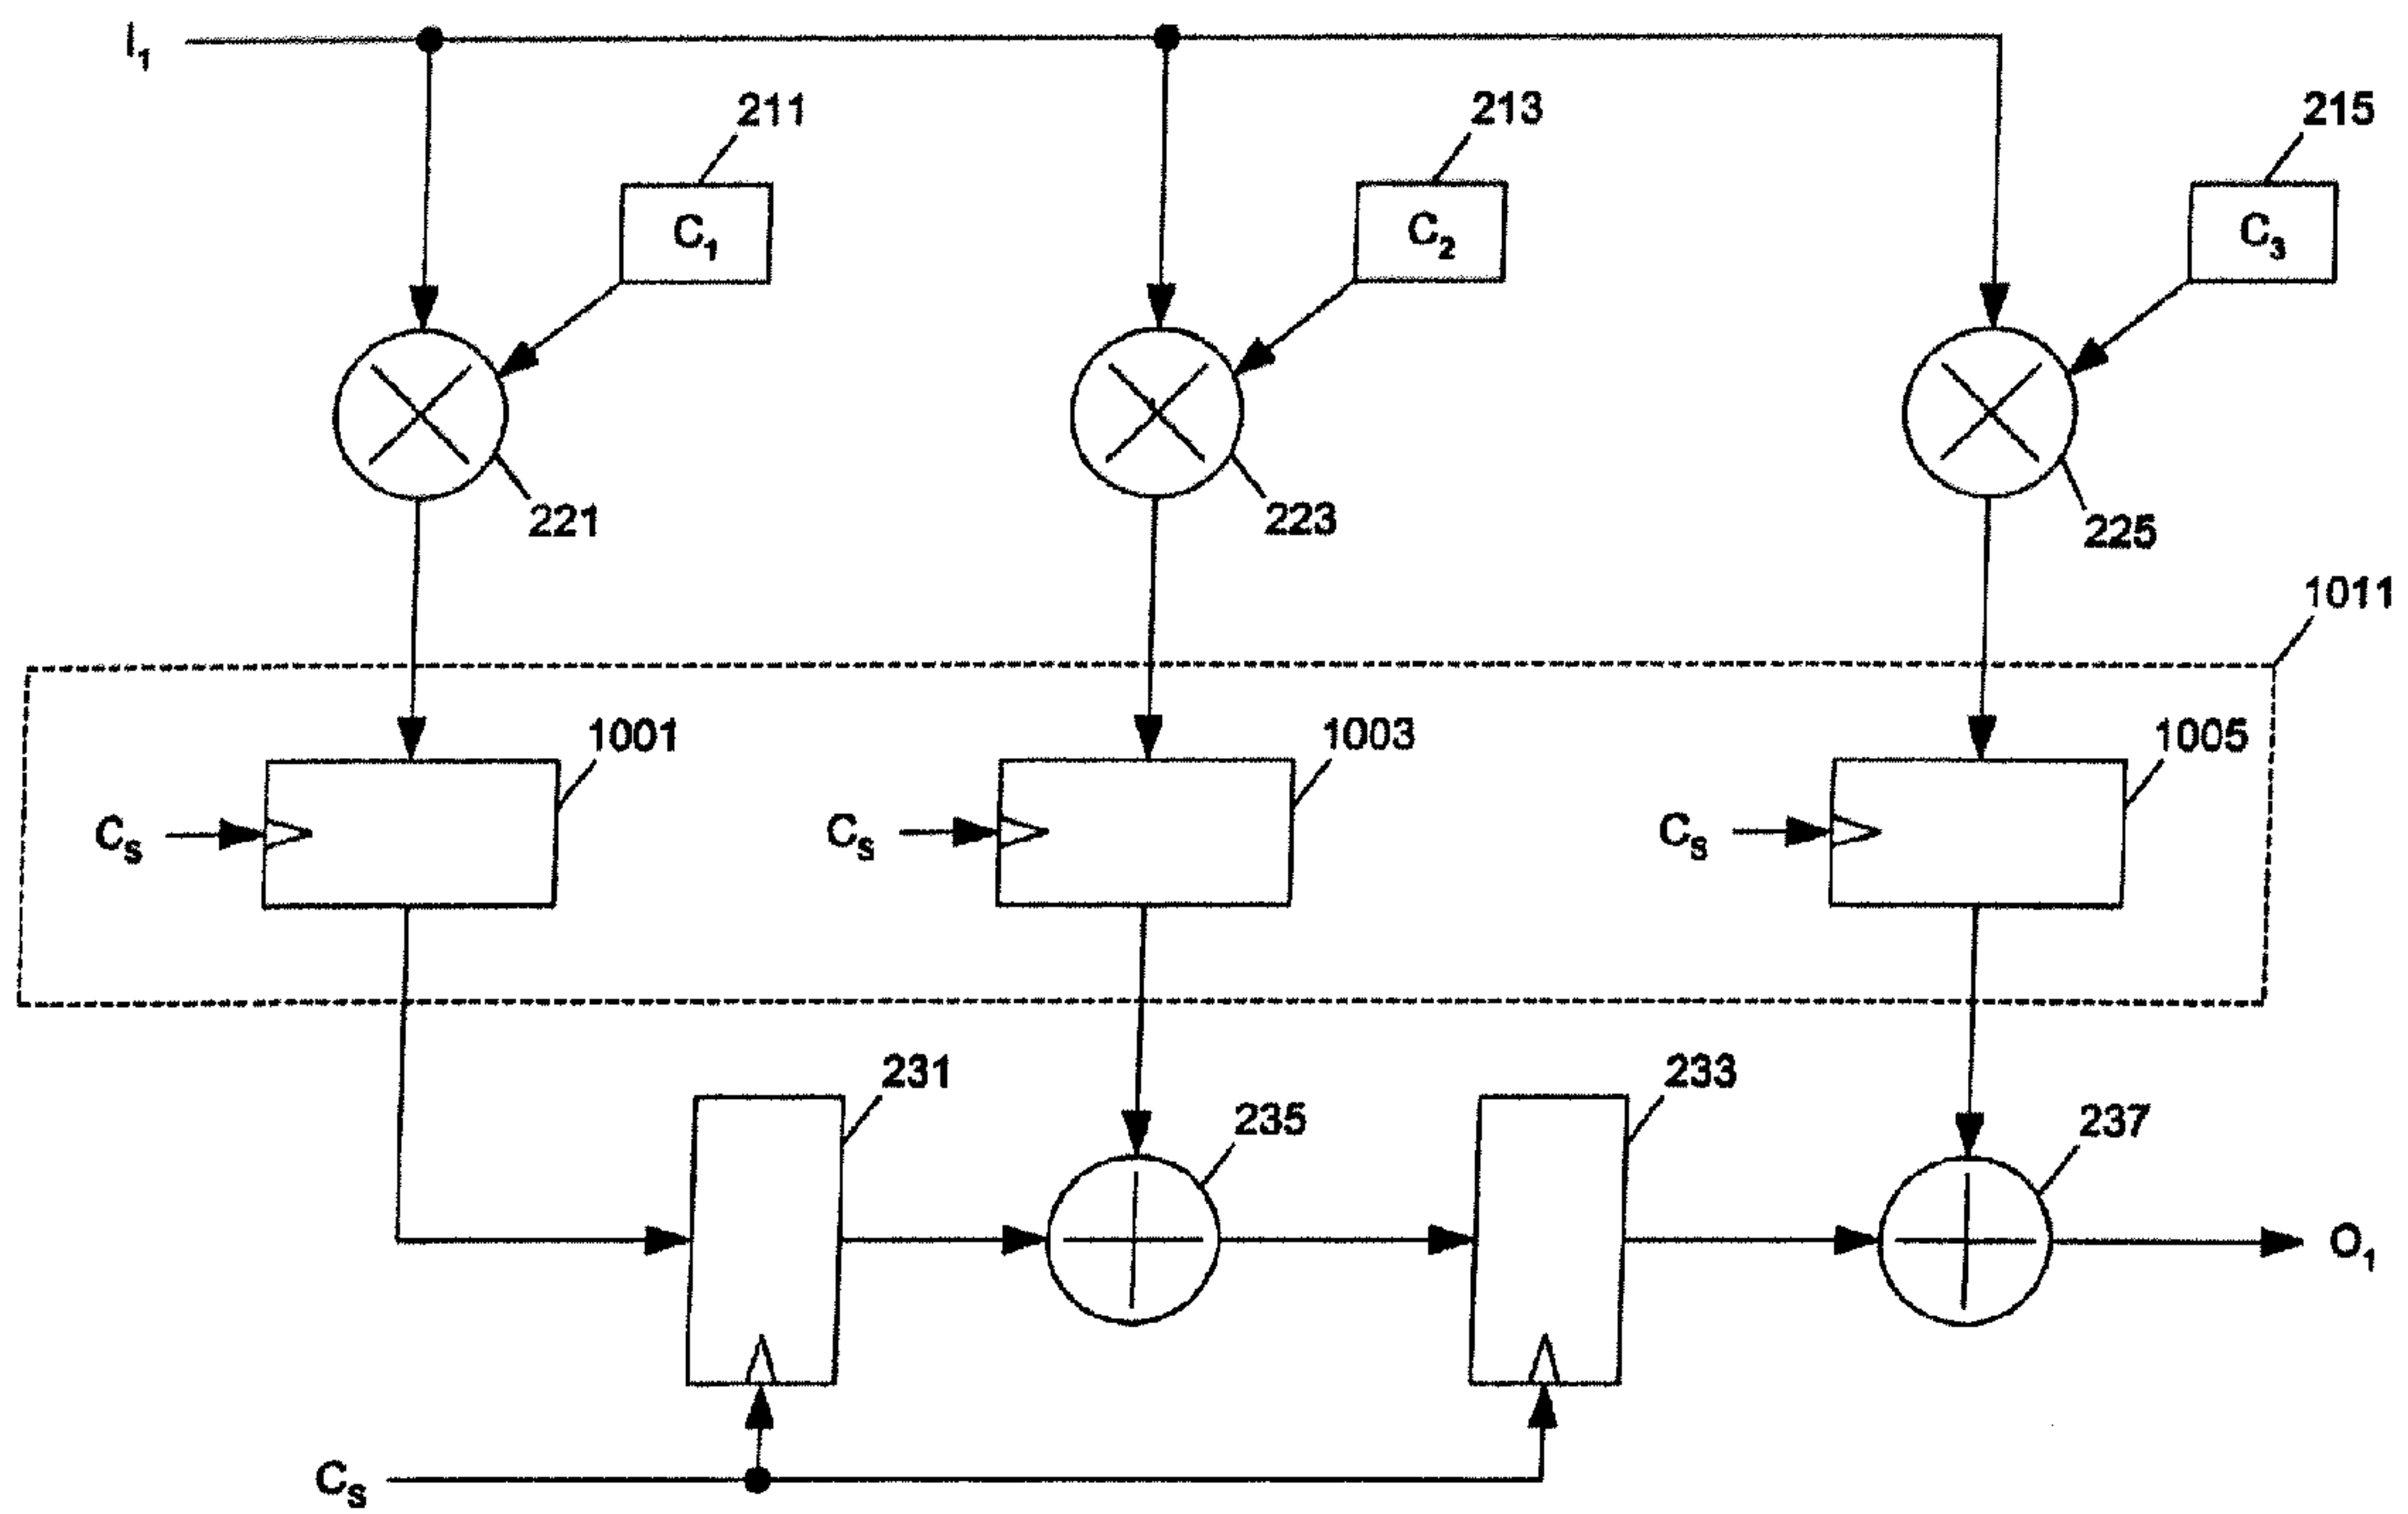 I₁
211 213 215
C₁ C₂ C₃
221 223 225
1011
1001 1003 1005
Cₛ Cₛ Cₛ
231 233
235 237
O₁
Cₛ